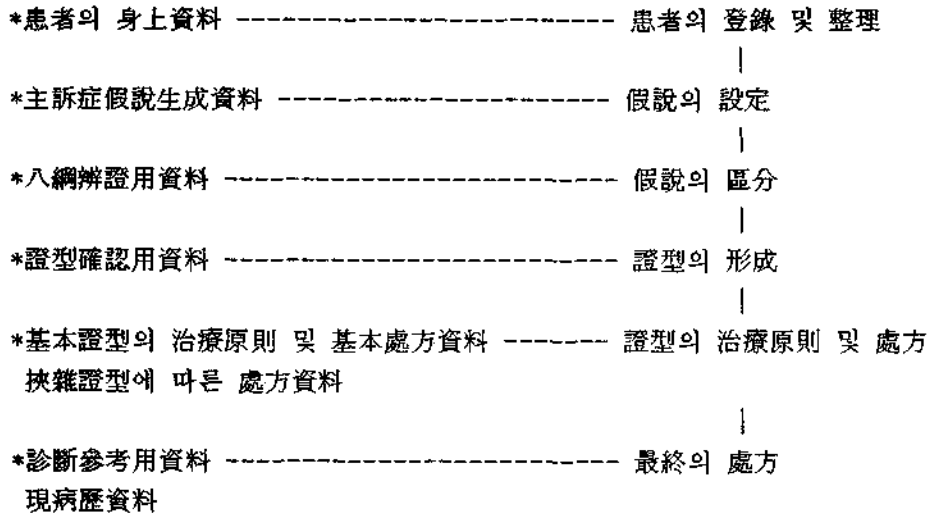 *患者의 身上資料 ------------------------ 患者의 登錄 및 整理
|
*主訴症假說生成資料 ---------------------- 假說의 設定
|
*八綱辨證用資料 -------------------------- 假說의 區分
|
*證型確認用資料 --------------------------- 證型의 形成
|
*基本證型의 治療原則 및 基本處方資料 ------- 證型의 治療原則 및 處方
挾雜證型에 따른 處方資料
|
*診斷參考用資料 -------------------------- 最終의 處方
現病歷資料